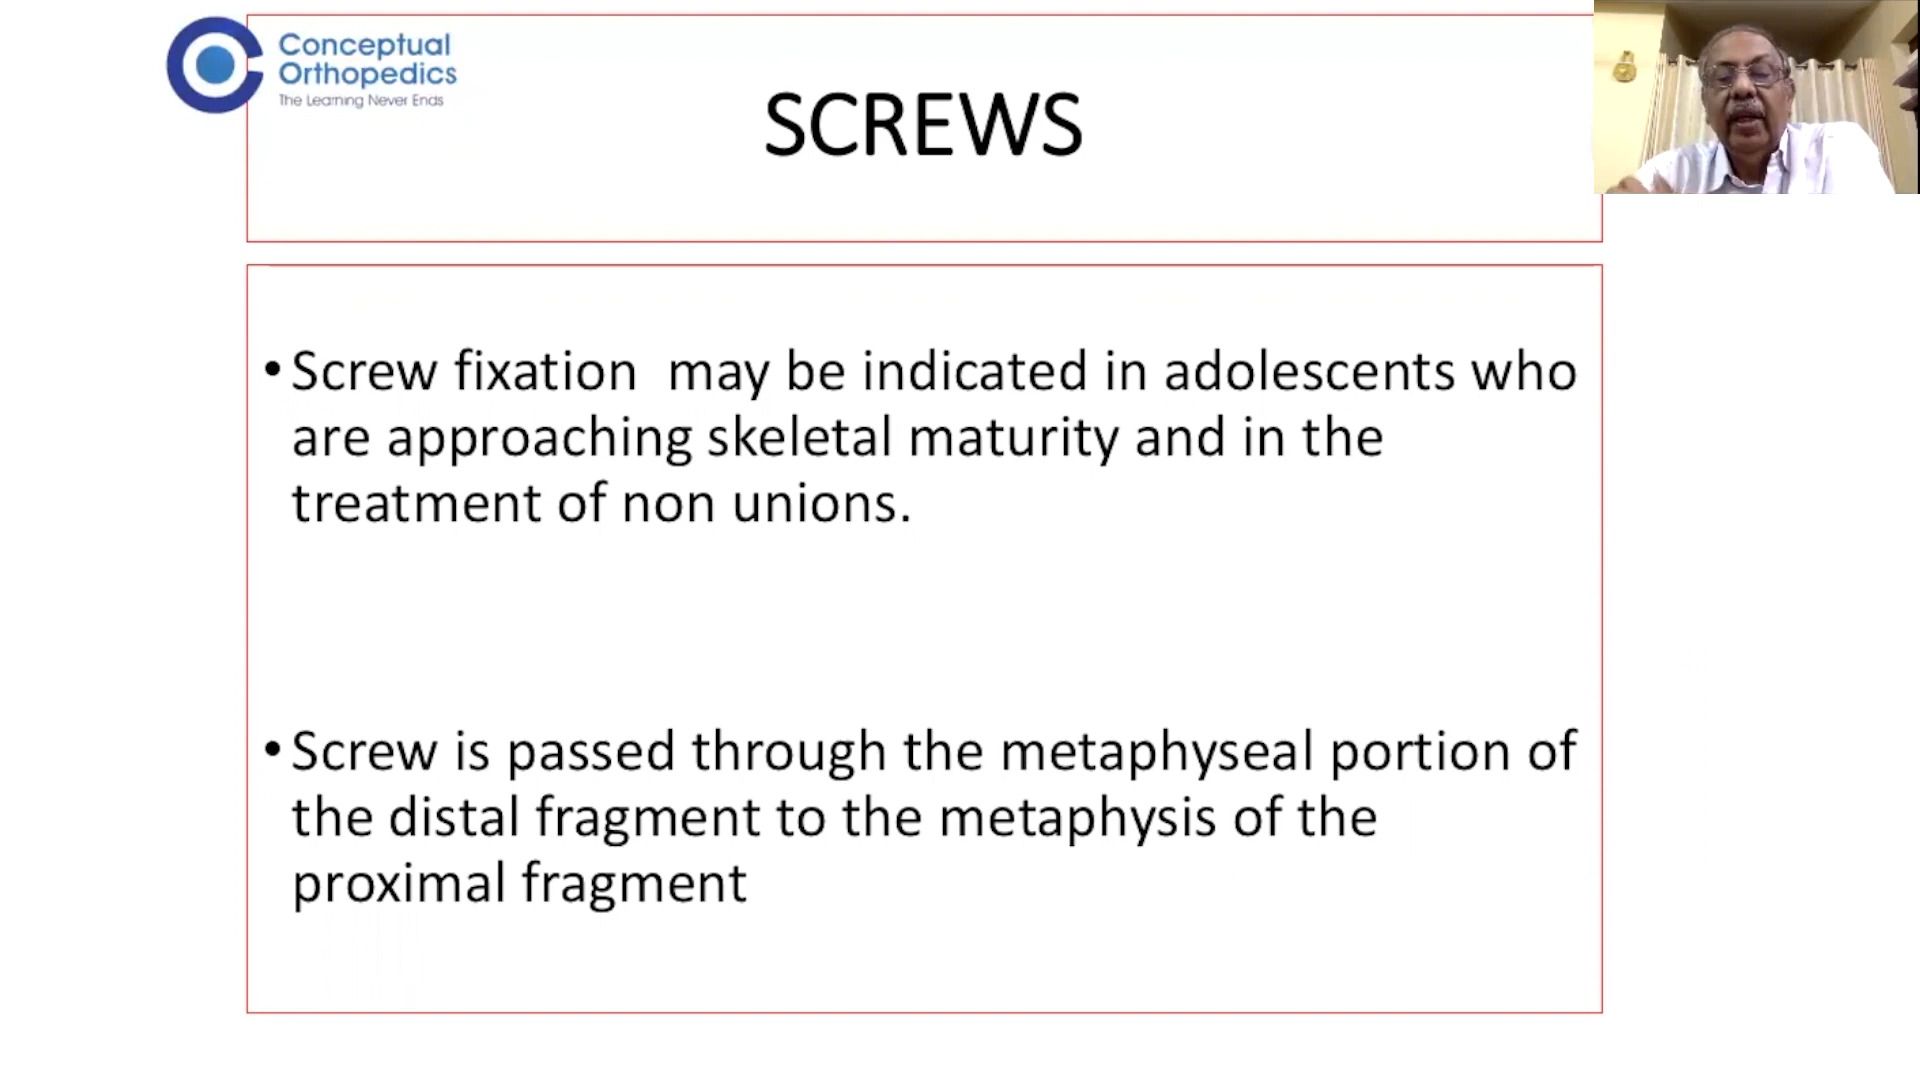 Conceptual
Orthopedics
The Learning Never Ends
SCREWS
• Screw fixation  may be indicated in adolescents who
are approaching skeletal maturity and in the
treatment of non unions.
• Screw is passed through the metaphyseal portion of
the distal fragment to the metaphysis of the
proximal fragment